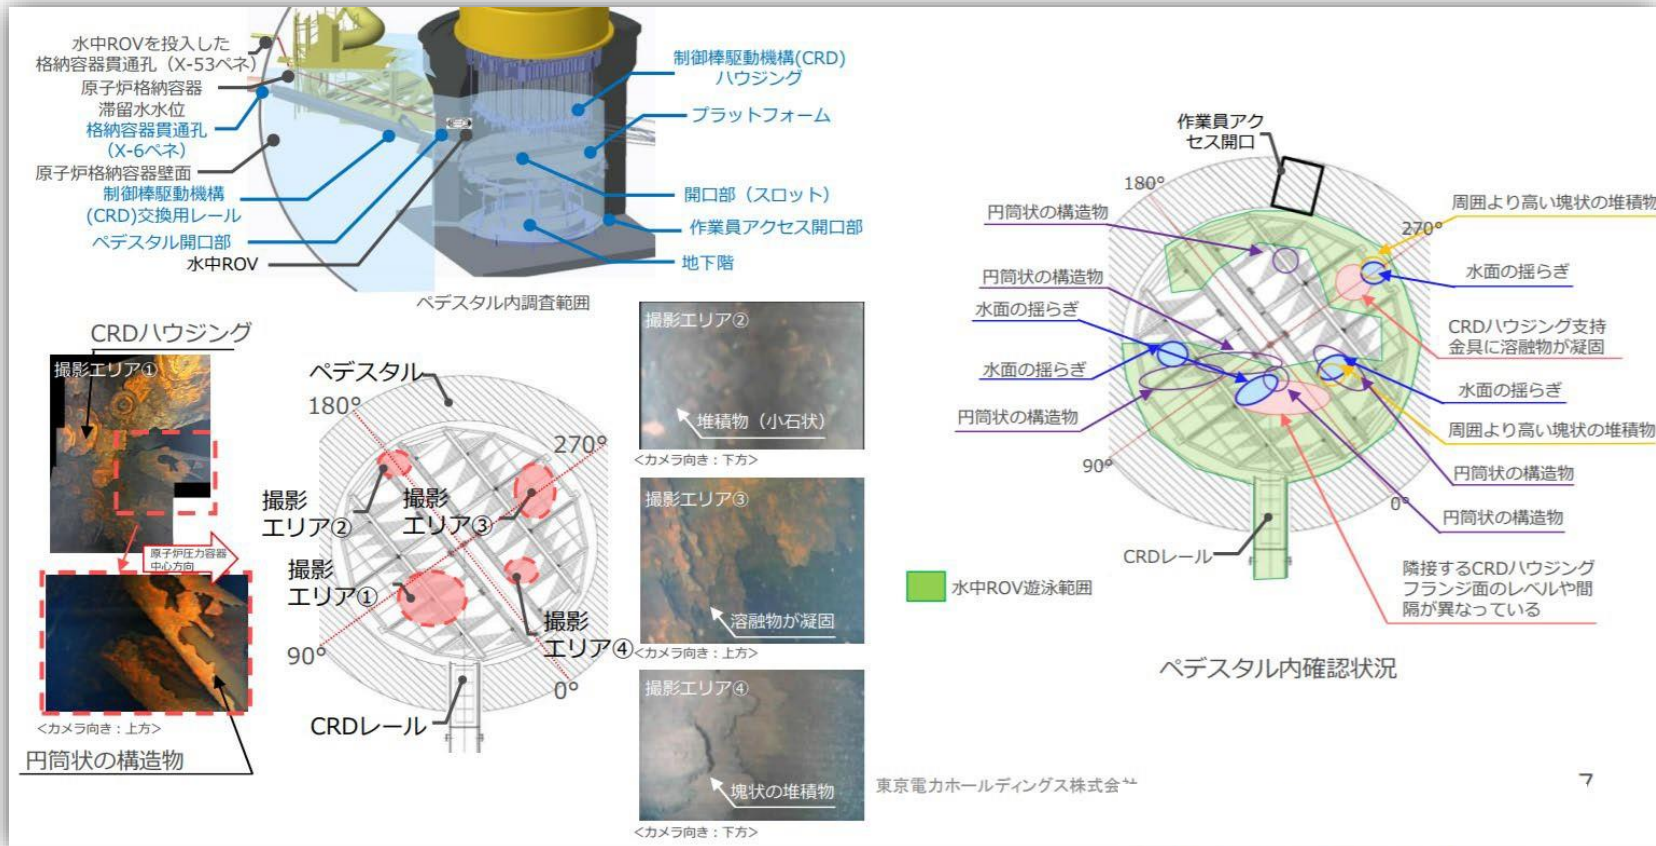 水中ROVを投入した
格納容器貫通孔（X-53ペネ）
原子炉格納容器
滞留水水位
格納容器貫通孔
（X-6ペネ）
原子炉格納容器壁面
制御棒駆動機構
(CRD)交換用レール
ペデスタル開口部
水中ROV
制御棒駆動機構(CRD)
ハウジング
プラットフォーム
開口部（スロット）
作業員アクセス開口部
地下階
ペデスタル内調査範囲
CRDハウジング
撮影エリア①
原子炉圧力容器
中心方向
<カメラ向き：上方>
円筒状の構造物
ペデスタル
180°
270°
撮影
エリア②
撮影
エリア③
撮影
エリア①
撮影
エリア④
90°
0°
CRDレール
撮影エリア②
堆積物（小石状）
<カメラ向き：下方>
撮影エリア③
溶融物が凝固
<カメラ向き：上方>
撮影エリア④
塊状の堆積物
<カメラ向き：下方>
作業員アク
セス開口
180°
270°
円筒状の構造物
円筒状の構造物
水面の揺らぎ
水面の揺らぎ
円筒状の構造物
90°
周囲より高い塊状の堆積物
水面の揺らぎ
CRDハウジング支持
金具に溶融物が凝固
水面の揺らぎ
周囲より高い塊状の堆積物
円筒状の構造物
0°
円筒状の構造物
CRDレール
隣接するCRDハウジング
フランジ面のレベルや間
隔が異なっている
水中ROV遊泳範囲
ペデスタル内確認状況
東京電力ホールディングス株式会
7